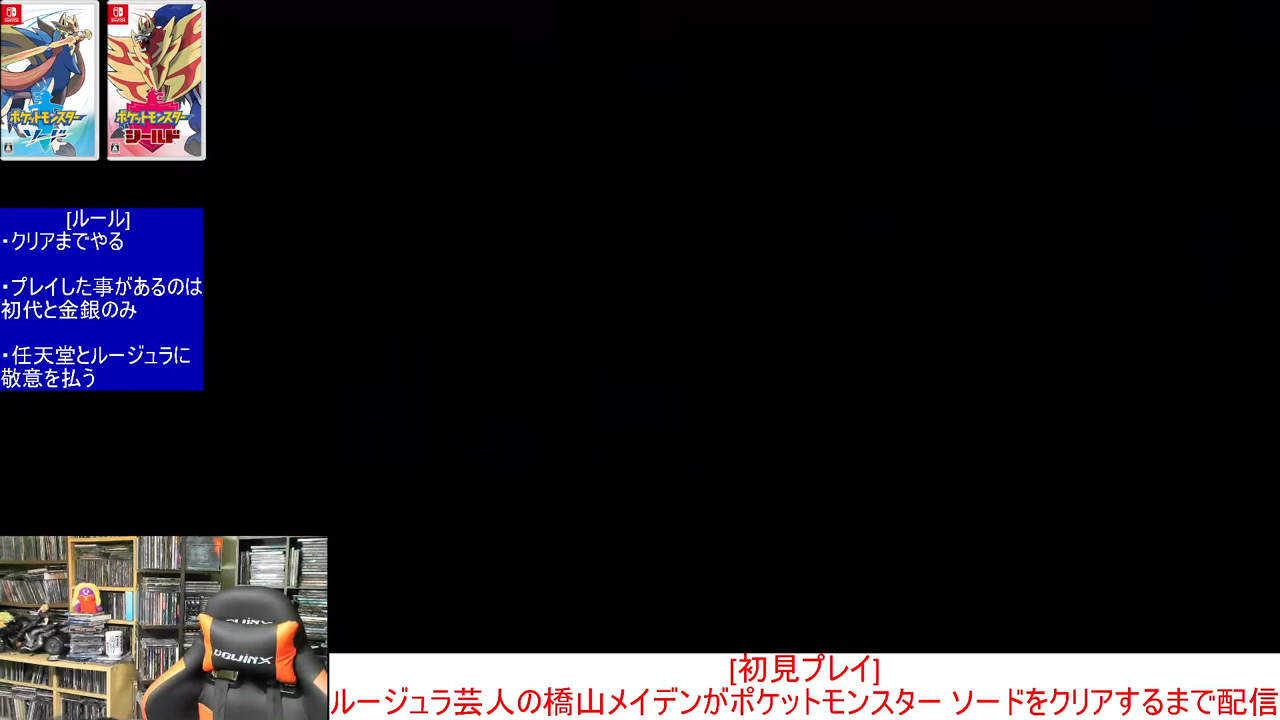 ポケットモンスター
ソード
ポケットモンスター
シールド
[ルール]
・クリアまでやる
・プレイした事があるのは
初代と金銀のみ
・任天堂とルージュラに
敬意を払う
[初見プレイ]
ルージュラ芸人の橋山メイデンがポケットモンスター ソードをクリアするまで配信